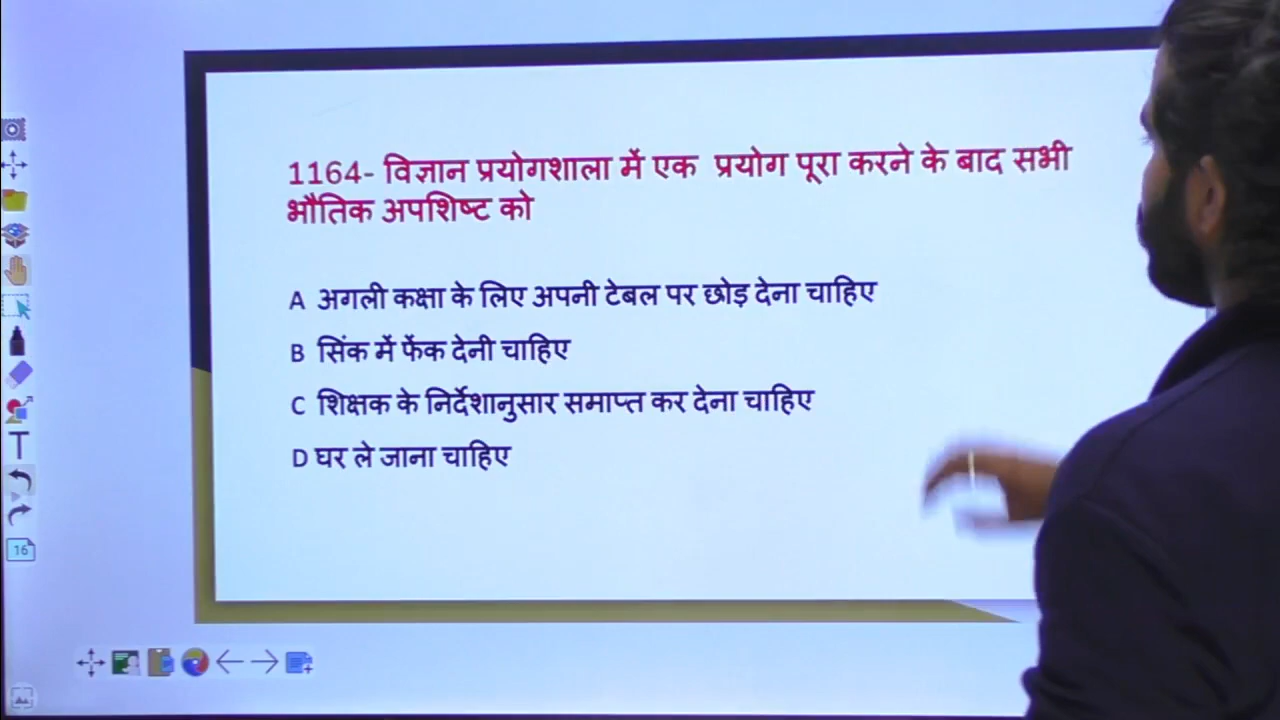 1164- विज्ञान प्रयोगशाला में एक प्रयोग पूरा करने के बाद सभी
भौतिक अपशिष्ट को
A अगली कक्षा के लिए अपनी टेबल पर छोड़ देना चाहिए
B सिंक में फेंक देनी चाहिए
C शिक्षक के निर्देशानुसार समाप्त कर देना चाहिए
D घर ले जाना चाहिए
T
16